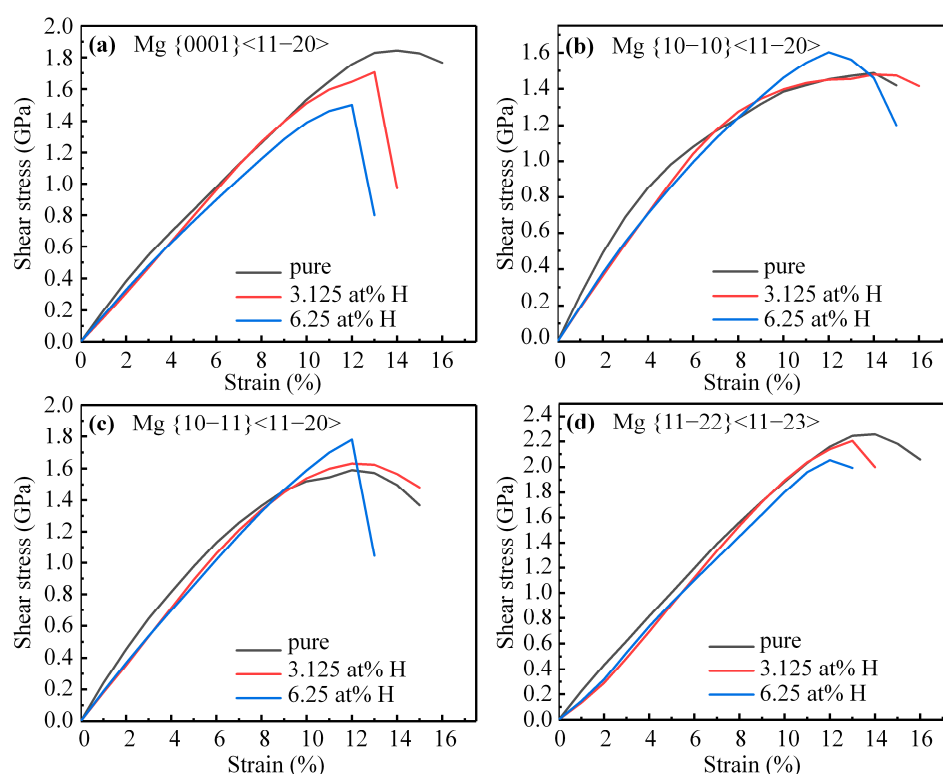 (a) Mg {0001}<11−20>
Shear stress (GPa)
2.0
1.8
1.6
1.4
1.2
1.0
0.8
0.6
0.4
0.2
0.0
pure
3.125 at% H
6.25 at% H
0 2 4 6 8 10 12 14 16
Strain (%)
(b) Mg {10−10}<11−20>
Shear stress (GPa)
1.6
1.4
1.2
1.0
0.8
0.6
0.4
0.2
0.0
pure
3.125 at% H
6.25 at% H
0 2 4 6 8 10 12 14 16
Strain (%)
(c) Mg {10−11}<11−20>
Shear stress (GPa)
2.0
1.8
1.6
1.4
1.2
1.0
0.8
0.6
0.4
0.2
0.0
pure
3.125 at% H
6.25 at% H
0 2 4 6 8 10 12 14 16
Strain (%)
(d) Mg {11−22}<11−23>
Shear stress (GPa)
2.4
2.2
2.0
1.8
1.6
1.4
1.2
1.0
0.8
0.6
0.4
0.2
0.0
pure
3.125 at% H
6.25 at% H
0 2 4 6 8 10 12 14 16
Strain (%)